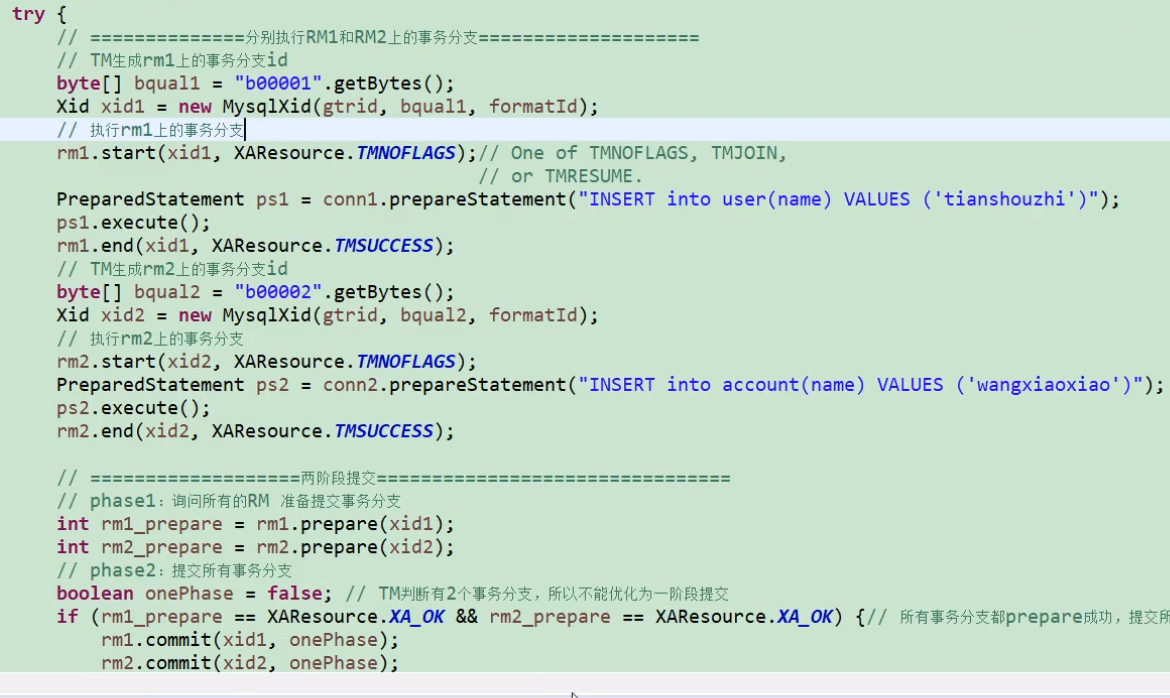 try {
// ==============分别执行RM1和RM2上的事务分支====================
// TM生成rm1上的事务分支id
byte[] bqual1 = "b00001".getBytes();
Xid xid1 = new MysqlXid(gtrid, bqual1, formatId);
// 执行rm1上的事务分支
rm1.start(xid1, XAResource.TMNOFLAGS);// One of TMNOFLAGS, TMJOIN,
// or TMRESUME.
PreparedStatement ps1 = conn1.prepareStatement("INSERT into user(name) VALUES ('tianshouzhi')");
ps1.execute();
rm1.end(xid1, XAResource.TMSUCCESS);
// TM生成rm2上的事务分支id
byte[] bqual2 = "b00002".getBytes();
Xid xid2 = new MysqlXid(gtrid, bqual2, formatId);
// 执行rm2上的事务分支
rm2.start(xid2, XAResource.TMNOFLAGS);
PreparedStatement ps2 = conn2.prepareStatement("INSERT into account(name) VALUES ('wangxiaoxiao')");
ps2.execute();
rm2.end(xid2, XAResource.TMSUCCESS);
// ===================两阶段提交================================
// phase1：询问所有的RM 准备提交事务分支
int rm1_prepare = rm1.prepare(xid1);
int rm2_prepare = rm2.prepare(xid2);
// phase2：提交所有事务分支
boolean onePhase = false; // TM判断有2个事务分支，所以不能优化为一阶段提交
if (rm1_prepare == XAResource.XA_OK && rm2_prepare == XAResource.XA_OK) {// 所有事务分支都prepare成功，提交所
rm1.commit(xid1, onePhase);
rm2.commit(xid2, onePhase);